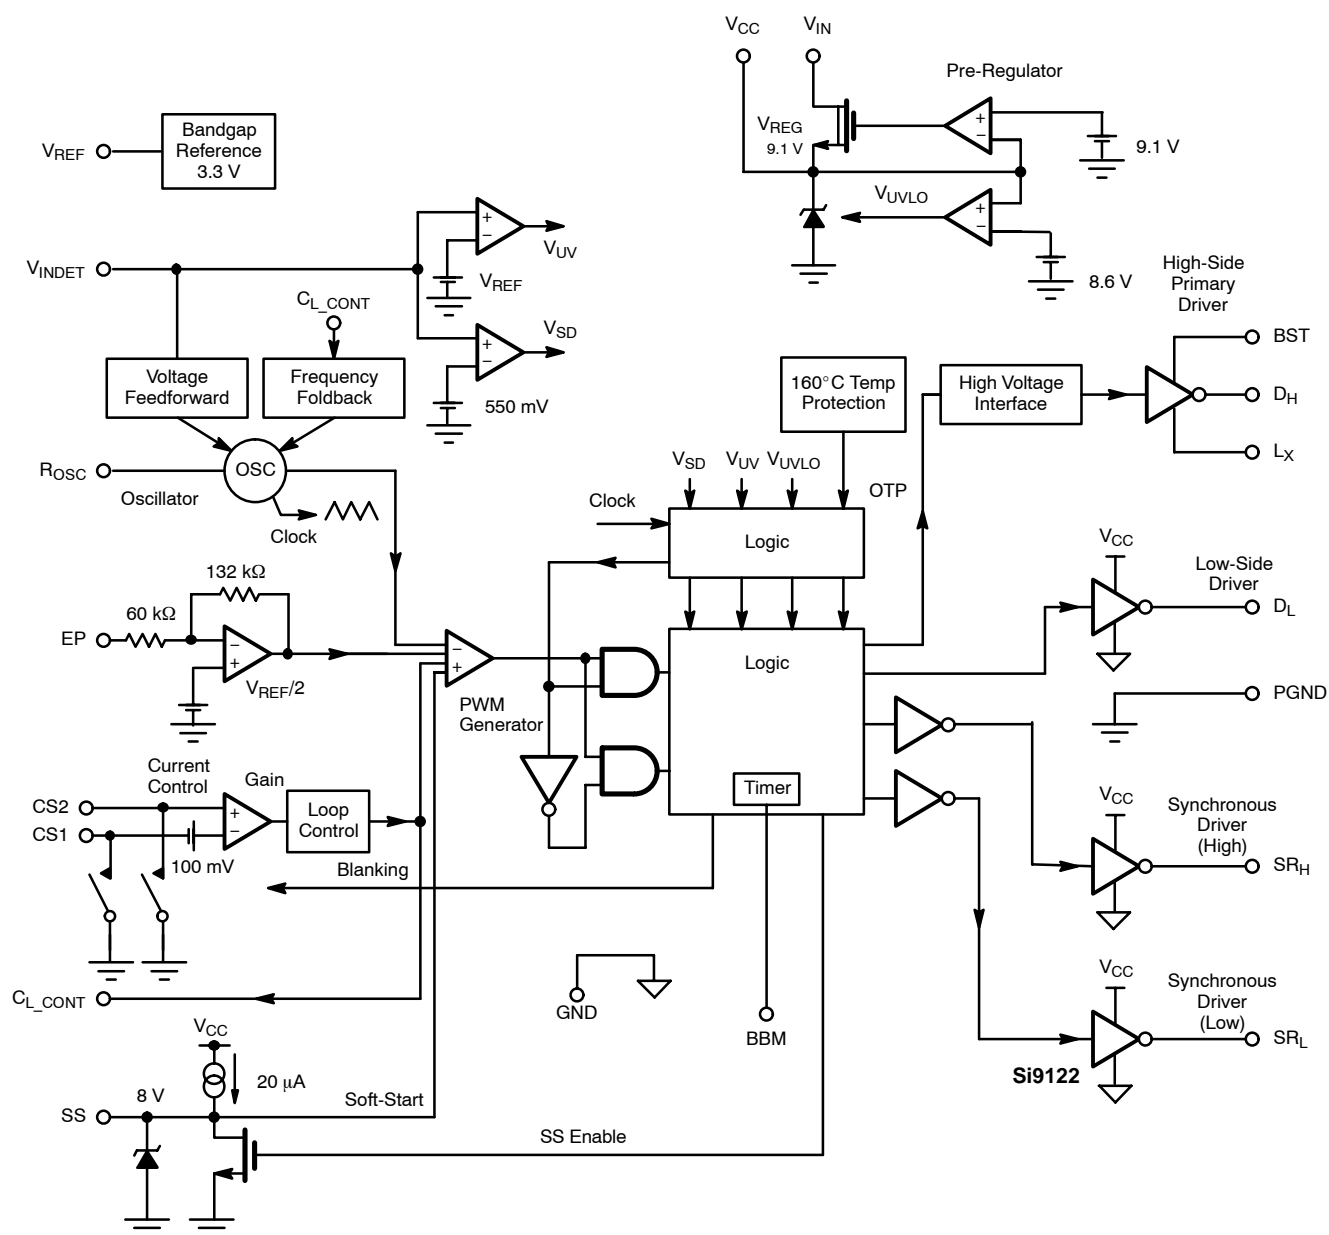 VCC
VIN
Pre-Regulator
VREG
9.1 V
+
−
9.1 V
VUVLO
+
−
8.6 V
VREF
Bandgap
Reference
3.3 V
VINDET
+
−
VUV
VREF
CL_CONT
VSD
+
−
550 mV
Voltage
Feedforward
Frequency
Foldback
ROSC
OSC
Oscillator
Clock
160°C Temp
Protection
High Voltage
Interface
High-Side
Primary
Driver
BST
DH
LX
VSD
VUV
VUVLO
OTP
Clock
Logic
132 kΩ
60 kΩ
EP
−
+
VREF/2
−
+
PWM
Generator
Logic
Timer
VCC
Low-Side
Driver
DL
PGND
Current
Control
Gain
CS2
CS1
+
−
100 mV
Loop
Control
Blanking
VCC
Synchronous
Driver
(High)
SRH
CL_CONT
GND
BBM
VCC
Synchronous
Driver
(Low)
SRL
Si9122
VCC
20 μA
8 V
SS
Soft-Start
SS Enable